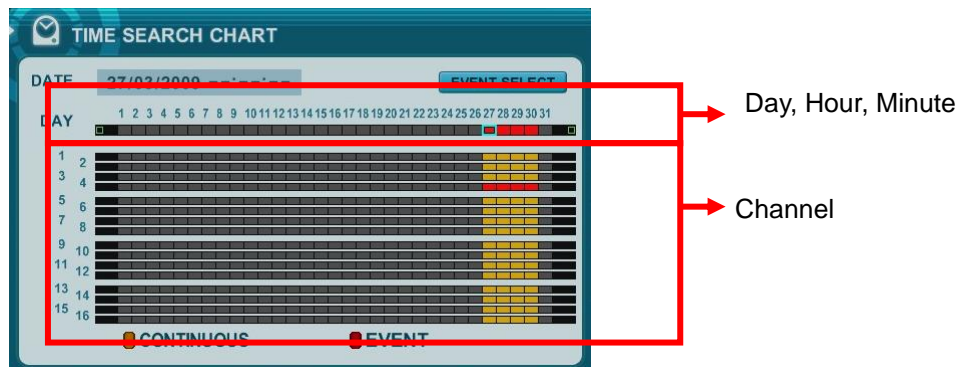 TIME SEARCH CHART
DATE 27/03/2009 --:--:-- EVENT SELECT
DAY 1 2 3 4 5 6 7 8 9 10 11 12 13 14 15 16 17 18 19 20 21 22 23 24 25 26 27 28 29 30 31
Day, Hour, Minute
1
2
3
4
5
6
7
8
9
10
11
12
13
14
15
16
Channel
CONTINUOUS EVENT